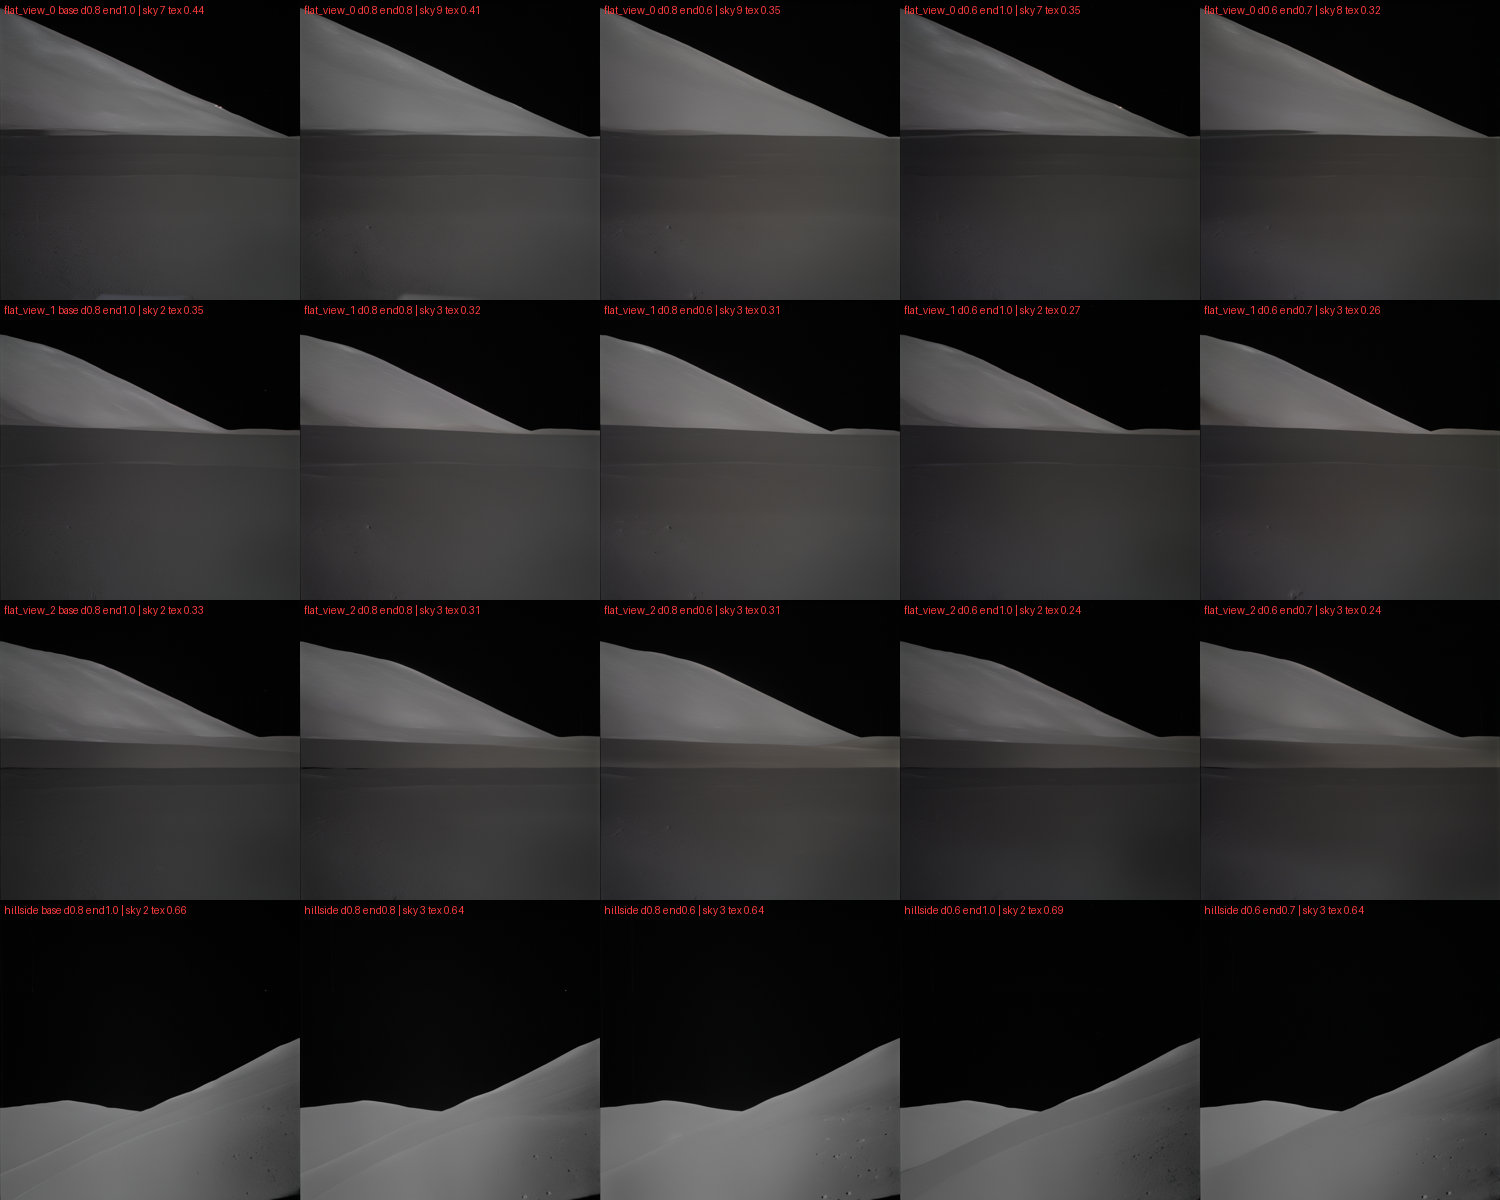 flat_view_0 base d0.8 end1.0 | sky 7 tex 0.44
flat_view_0 d0.8 end0.8 | sky 9 tex 0.41
flat_view_0 d0.8 end0.6 | sky 9 tex 0.35
flat_view_0 d0.6 end1.0 | sky 7 tex 0.35
flat_view_0 d0.6 end0.7 | sky 8 tex 0.32
flat_view_1 base d0.8 end1.0 | sky 2 tex 0.35
flat_view_1 d0.8 end0.8 | sky 3 tex 0.32
flat_view_1 d0.8 end0.6 | sky 3 tex 0.31
flat_view_1 d0.6 end1.0 | sky 2 tex 0.27
flat_view_1 d0.6 end0.7 | sky 3 tex 0.26
flat_view_2 base d0.8 end1.0 | sky 2 tex 0.33
flat_view_2 d0.8 end0.8 | sky 3 tex 0.31
flat_view_2 d0.8 end0.6 | sky 3 tex 0.31
flat_view_2 d0.6 end1.0 | sky 2 tex 0.24
flat_view_2 d0.6 end0.7 | sky 3 tex 0.24
hillside base d0.8 end1.0 | sky 2 tex 0.66
hillside d0.8 end0.8 | sky 3 tex 0.64
hillside d0.8 end0.6 | sky 3 tex 0.64
hillside d0.6 end1.0 | sky 2 tex 0.69
hillside d0.6 end0.7 | sky 3 tex 0.64